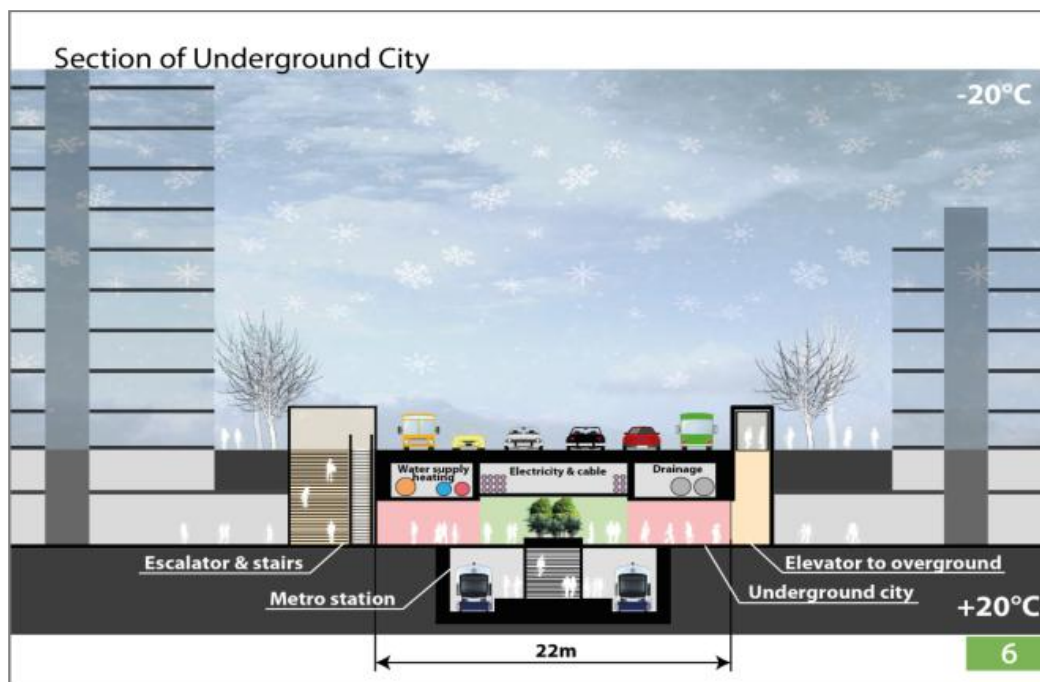 Section of Underground City
-20°C
Water supply
heating
Electricity & cable
Drainage
Escalator & stairs
Elevator to overground
Metro station
Underground city
+20°C
22m
6